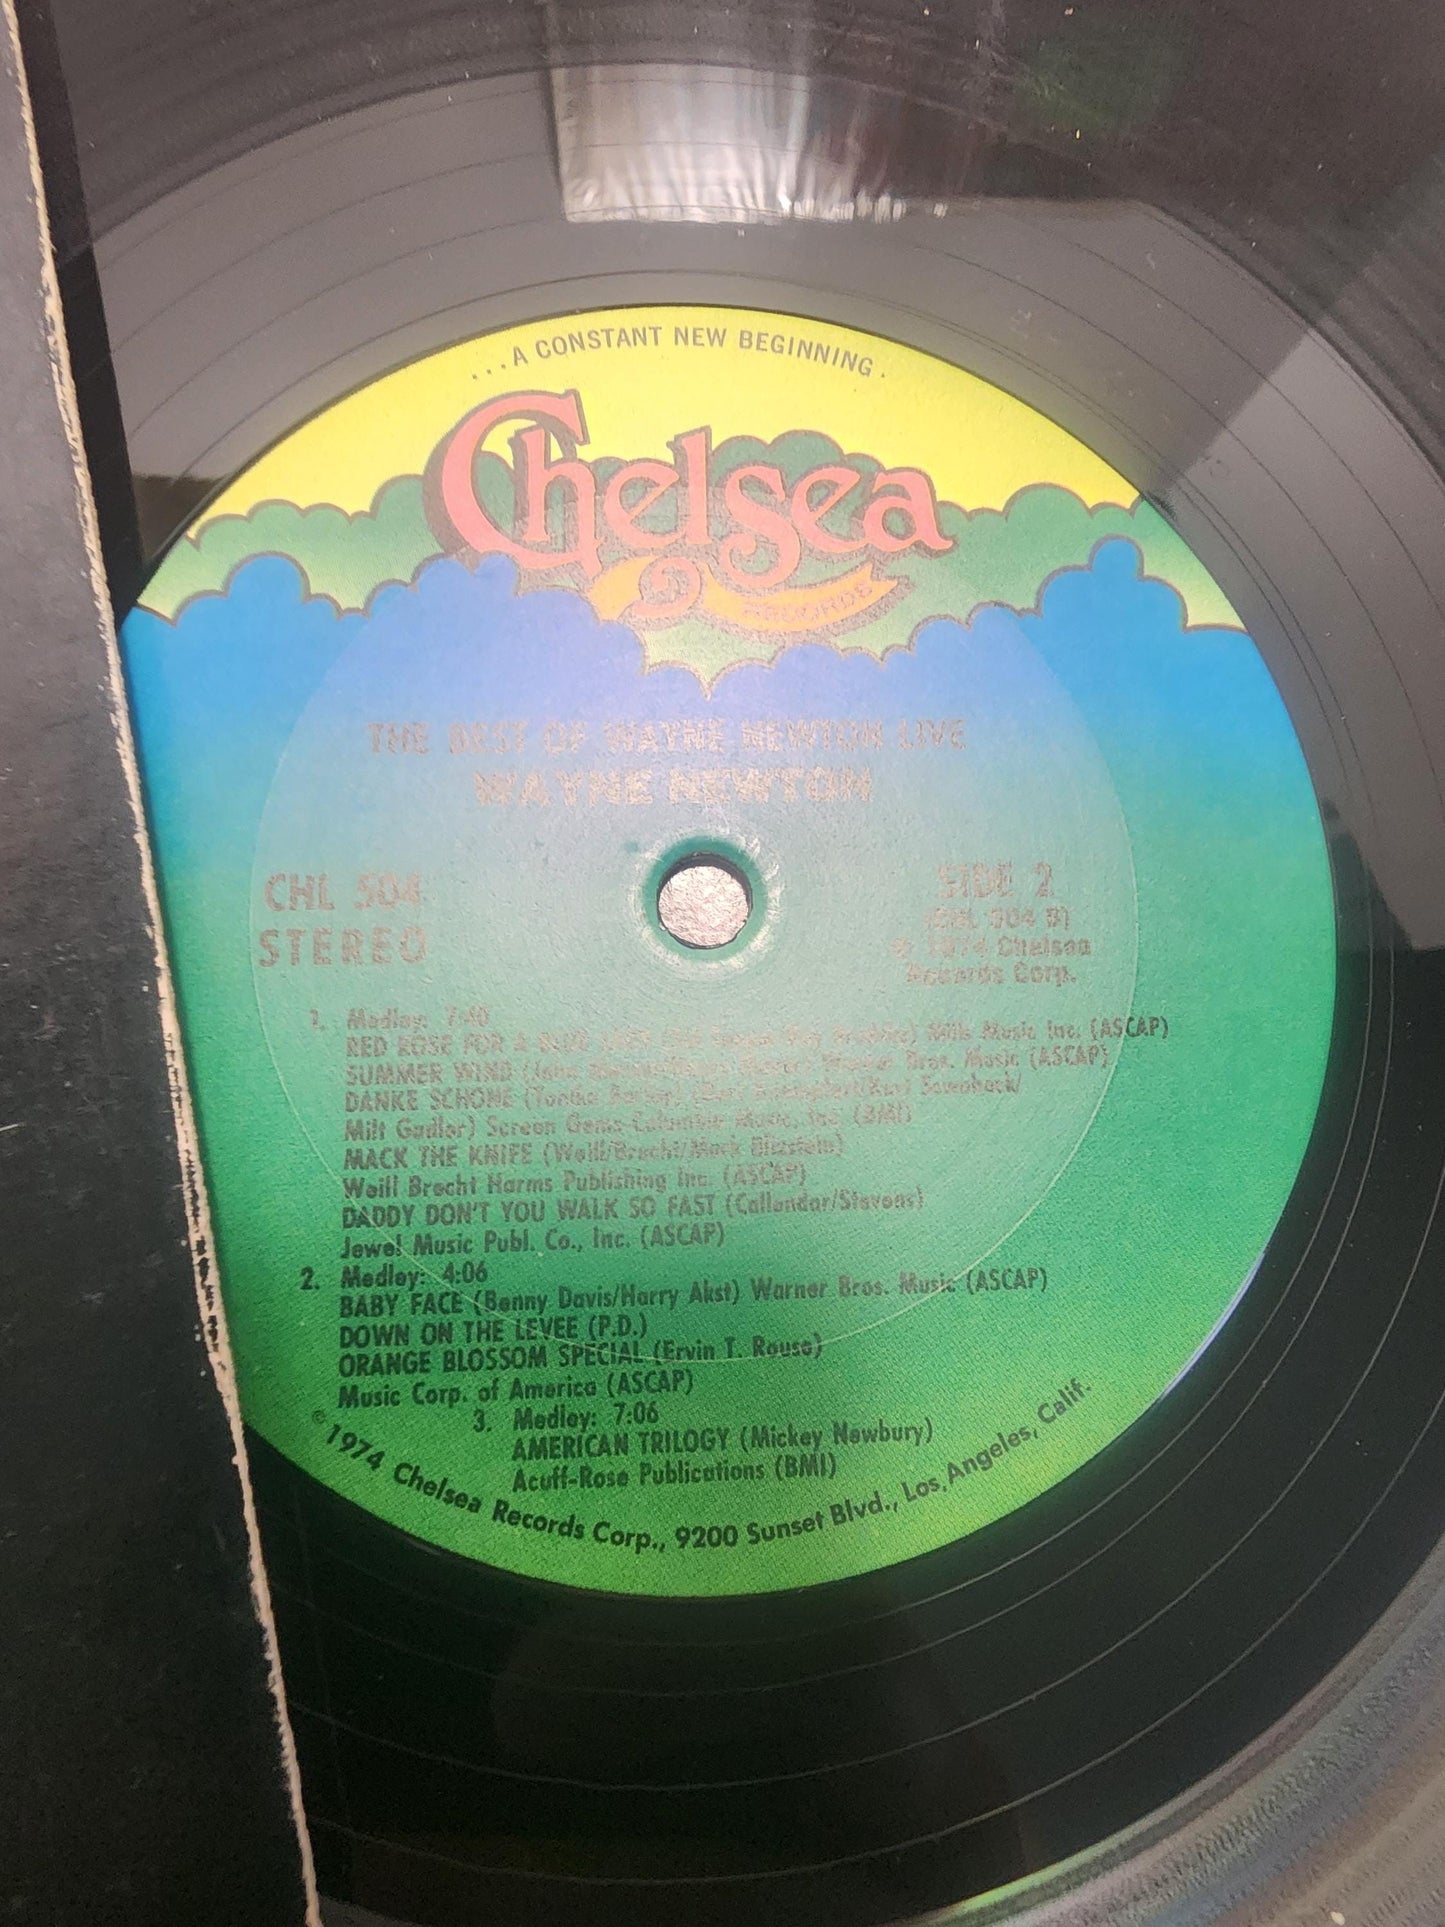 ...A CONSTANT NEW BEGINNING.
Chelsea
RECORDS
THE BEST OF WAYNE NEWTON LIVE
WAYNE NEWTON
CHL 504
STEREO
SIDE 2
(CHL 504 B)
℗ 1974 Chelsea
Records Corp.
1. Medley: 7:40
RED ROSE FOR A BLUE Mills Music Inc. (ASCAP)
SUMMER WIND Warner Bros. Music (ASCAP)
DANKE SCHONE
Milt Gadler) Screen Gems-Columbia Music, Inc. (BMI)
MACK THE KNIFE (Weill/Brecht/Mark Blitzstein)
Weill Brecht Harms Publishing Inc. (ASCAP)
DADDY DON'T YOU WALK SO FAST (Callendar/Stevens)
Jewel Music Publ. Co., Inc. (ASCAP)
2. Medley: 4:06
BABY FACE (Benny Davis/Harry Akst) Warner Bros. Music (ASCAP)
DOWN ON THE LEVEE (P.D.)
ORANGE BLOSSOM SPECIAL (Ervin T. Rouse)
Music Corp. of America (ASCAP)
3. Medley: 7:06
AMERICAN TRILOGY (Mickey Newbury)
Acuff-Rose Publications (BMI)
© 1974 Chelsea Records Corp., 9200 Sunset Blvd., Los Angeles, Calif.